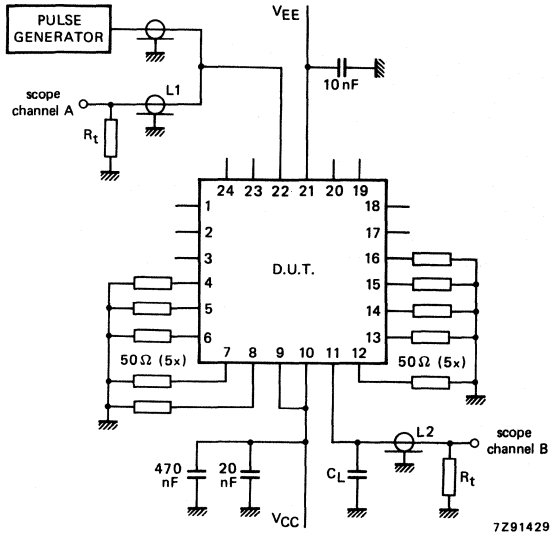 PULSE
GENERATOR
VEE
10 nF
scope
channel A
L1
Rt
24 23 22 21 20 19
1
2
3
4
5
6
18
17
16
15
14
13
D.U.T.
7 8 9 10 11 12
50Ω (5x)
50Ω (5x)
470
nF
20
nF
VCC
CL
L2
scope
channel B
Rt
7Z91429